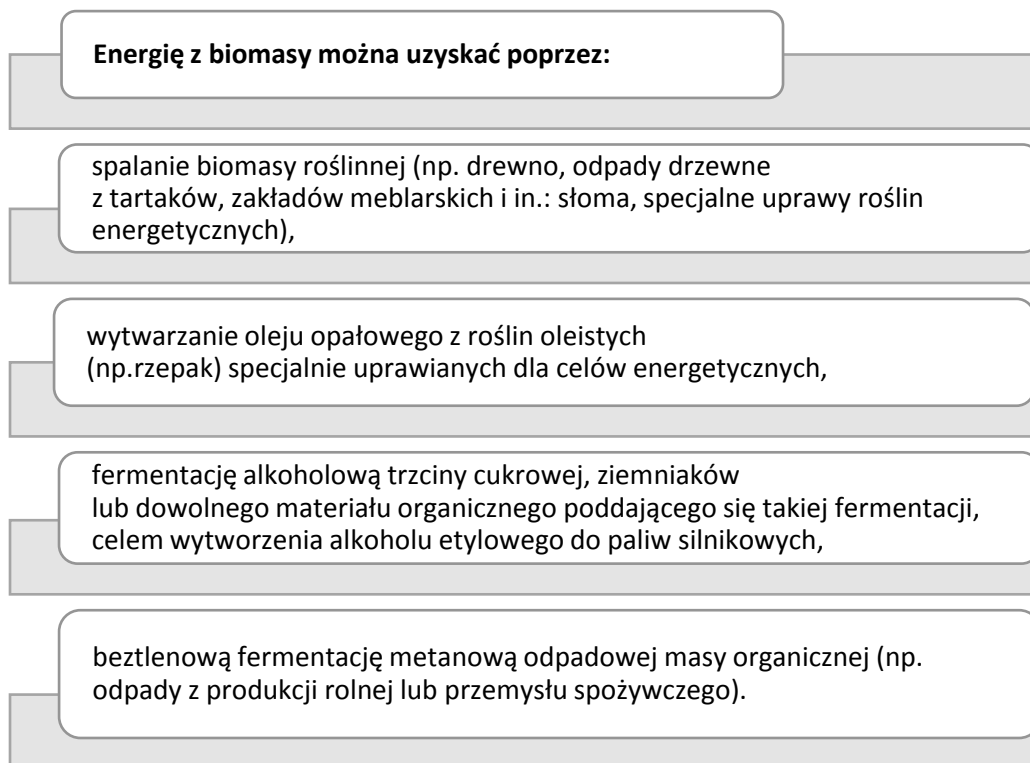 Energię z biomasy można uzyskać poprzez:
spalanie biomasy roślinnej (np. drewno, odpady drzewne
z tartaków, zakładów meblarskich i in.: słoma, specjalne uprawy roślin
energetycznych),
wytwarzanie oleju opałowego z roślin oleistych
(np.rzepak) specjalnie uprawianych dla celów energetycznych,
fermentację alkoholową trzciny cukrowej, ziemniaków
lub dowolnego materiału organicznego poddającego się takiej fermentacji,
celem wytworzenia alkoholu etylowego do paliw silnikowych,
beztlenową fermentację metanową odpadowej masy organicznej (np.
odpady z produkcji rolnej lub przemysłu spożywczego).